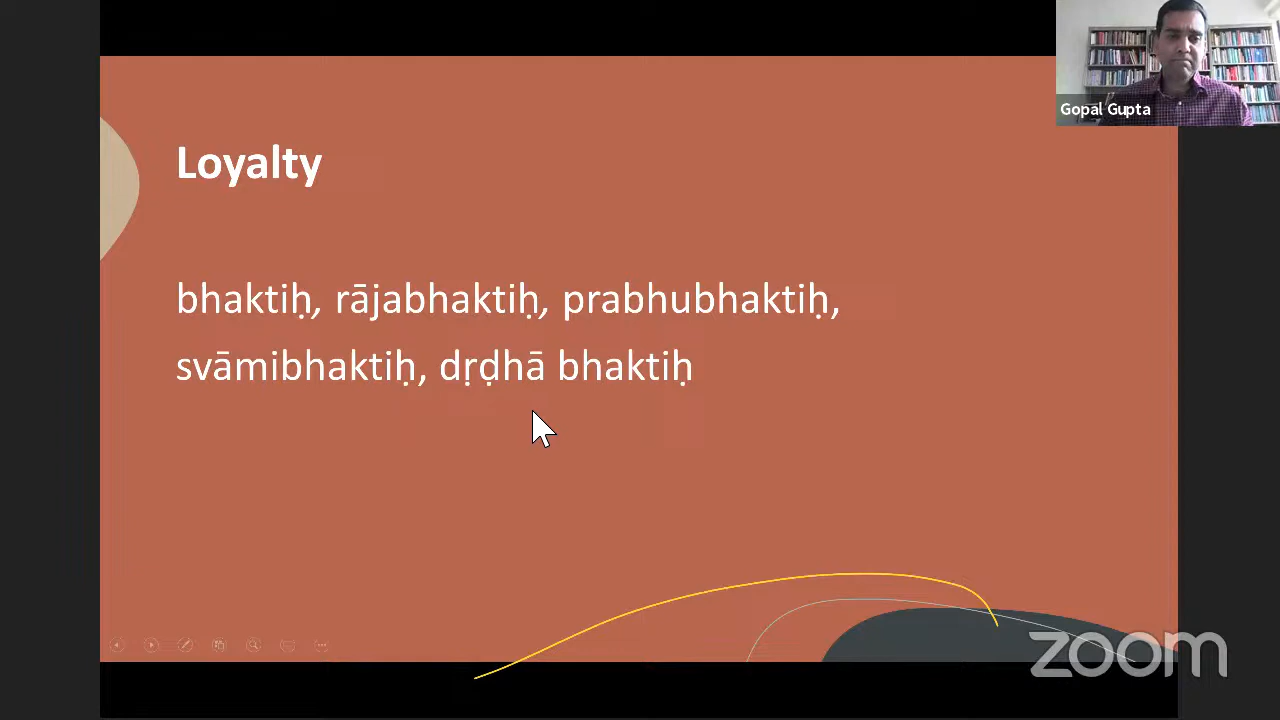 Gopal Gupta
Loyalty
bhaktiḥ, rājabhaktiḥ, prabhubhaktiḥ,
svāmibhaktiḥ, dṛḍhā bhaktiḥ
zoom